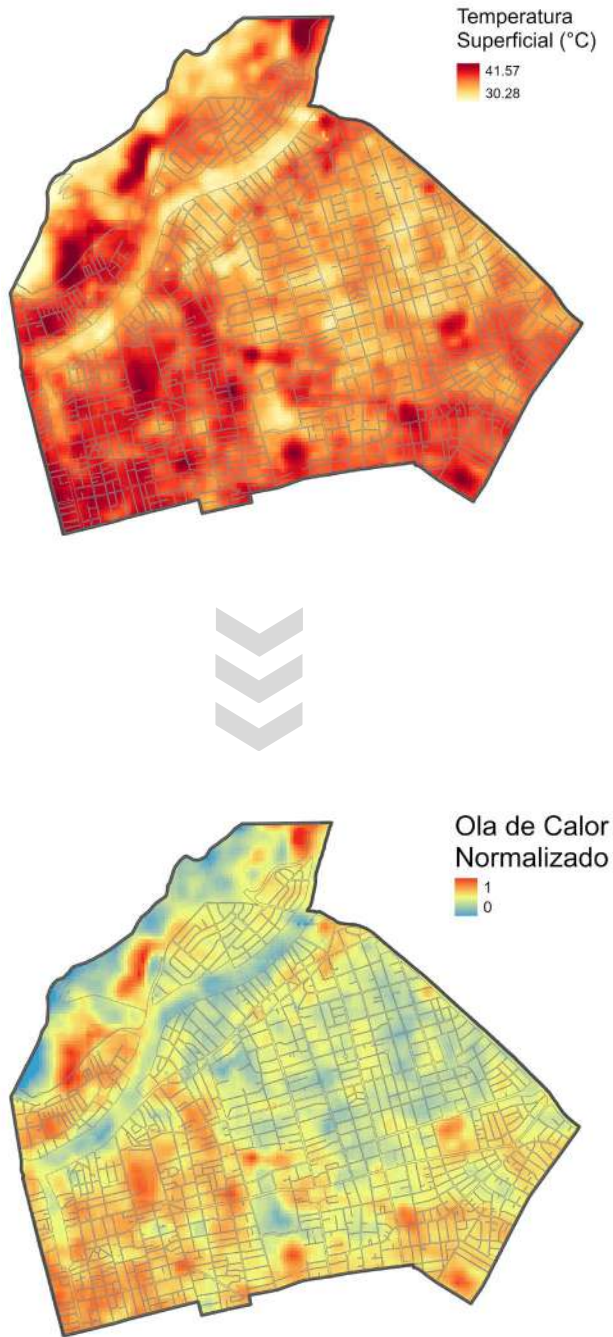 Temperatura
Superficial (°C)
41.57
30.28
Ola de Calor
Normalizado
1
0